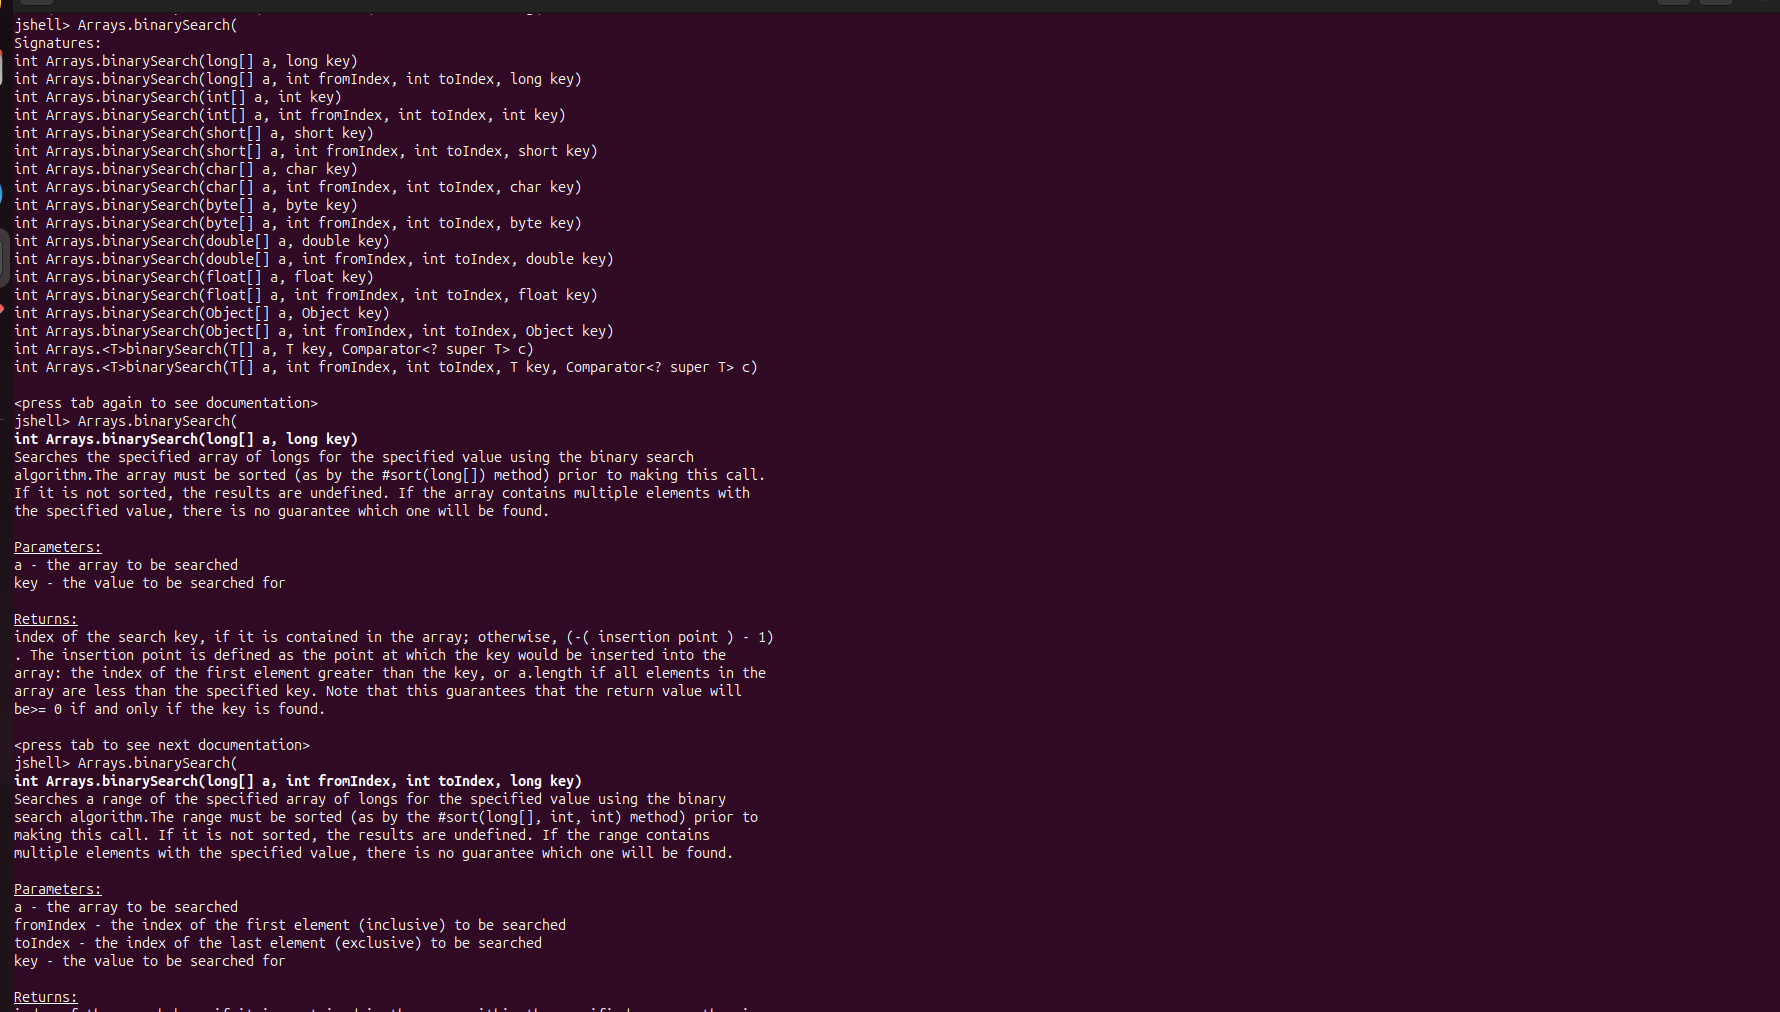 jshell> Arrays.binarySearch(
Signatures:
int Arrays.binarySearch(long[] a, long key)
int Arrays.binarySearch(long[] a, int fromIndex, int toIndex, long key)
int Arrays.binarySearch(int[] a, int key)
int Arrays.binarySearch(int[] a, int fromIndex, int toIndex, int key)
int Arrays.binarySearch(short[] a, short key)
int Arrays.binarySearch(short[] a, int fromIndex, int toIndex, short key)
int Arrays.binarySearch(char[] a, char key)
int Arrays.binarySearch(char[] a, int fromIndex, int toIndex, char key)
int Arrays.binarySearch(byte[] a, byte key)
int Arrays.binarySearch(byte[] a, int fromIndex, int toIndex, byte key)
int Arrays.binarySearch(double[] a, double key)
int Arrays.binarySearch(double[] a, int fromIndex, int toIndex, double key)
int Arrays.binarySearch(float[] a, float key)
int Arrays.binarySearch(float[] a, int fromIndex, int toIndex, float key)
int Arrays.binarySearch(Object[] a, Object key)
int Arrays.binarySearch(Object[] a, int fromIndex, int toIndex, Object key)
int Arrays.<T>binarySearch(T[] a, T key, Comparator<? super T> c)
int Arrays.<T>binarySearch(T[] a, int fromIndex, int toIndex, T key, Comparator<? super T> c)
<press tab again to see documentation>
jshell> Arrays.binarySearch(
int Arrays.binarySearch(long[] a, long key)
Searches the specified array of longs for the specified value using the binary search
algorithm.The array must be sorted (as by the #sort(long[]) method) prior to making this call.
If it is not sorted, the results are undefined. If the array contains multiple elements with
the specified value, there is no guarantee which one will be found.
Parameters:
a - the array to be searched
key - the value to be searched for
Returns:
index of the search key, if it is contained in the array; otherwise, (-( insertion point ) - 1)
. The insertion point is defined as the point at which the key would be inserted into the
array: the index of the first element greater than the key, or a.length if all elements in the
array are less than the specified key. Note that this guarantees that the return value will
be>= 0 if and only if the key is found.
<press tab to see next documentation>
jshell> Arrays.binarySearch(
int Arrays.binarySearch(long[] a, int fromIndex, int toIndex, long key)
Searches a range of the specified array of longs for the specified value using the binary
search algorithm.The range must be sorted (as by the #sort(long[], int, int) method) prior to
making this call. If it is not sorted, the results are undefined. If the range contains
multiple elements with the specified value, there is no guarantee which one will be found.
Parameters:
a - the array to be searched
fromIndex - the index of the first element (inclusive) to be searched
toIndex - the index of the last element (exclusive) to be searched
key - the value to be searched for
Returns: